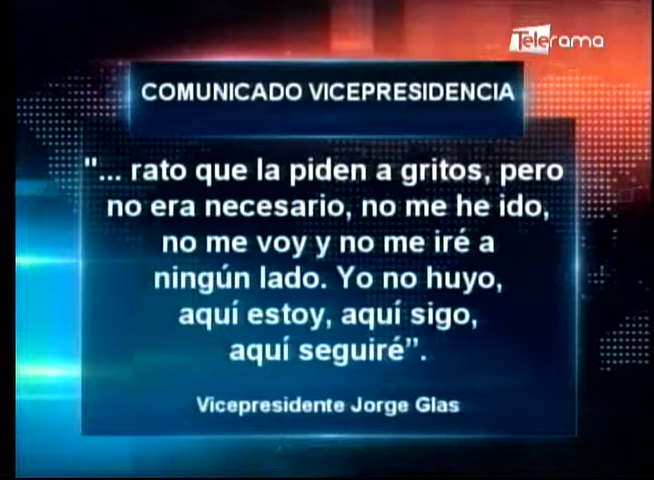 Telerama
COMUNICADO VICEPRESIDENCIA
"... rato que la piden a gritos, pero
no era necesario, no me he ido,
no me voy y no me iré a
ningún lado. Yo no huyo,
aquí estoy, aquí sigo,
aquí seguiré”.
Vicepresidente Jorge Glas